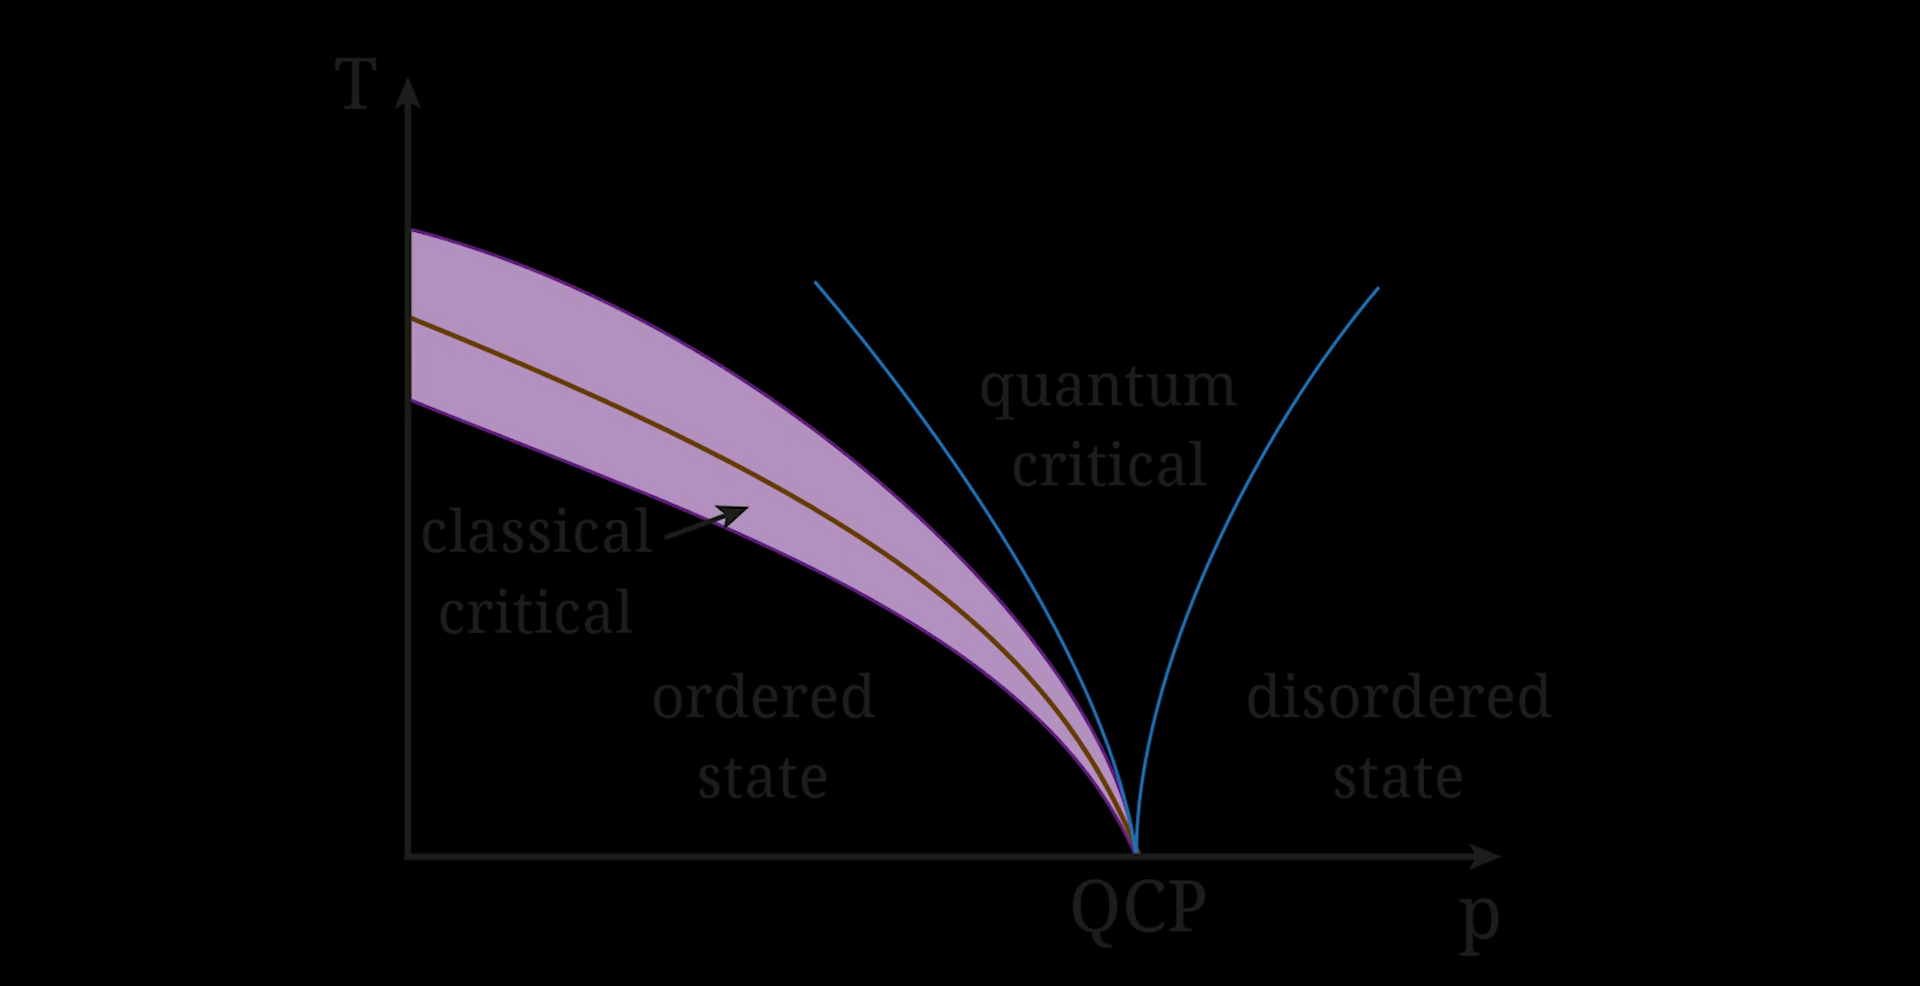 T
quantum
critical
classical
critical
ordered
state
disordered
state
QCP
p